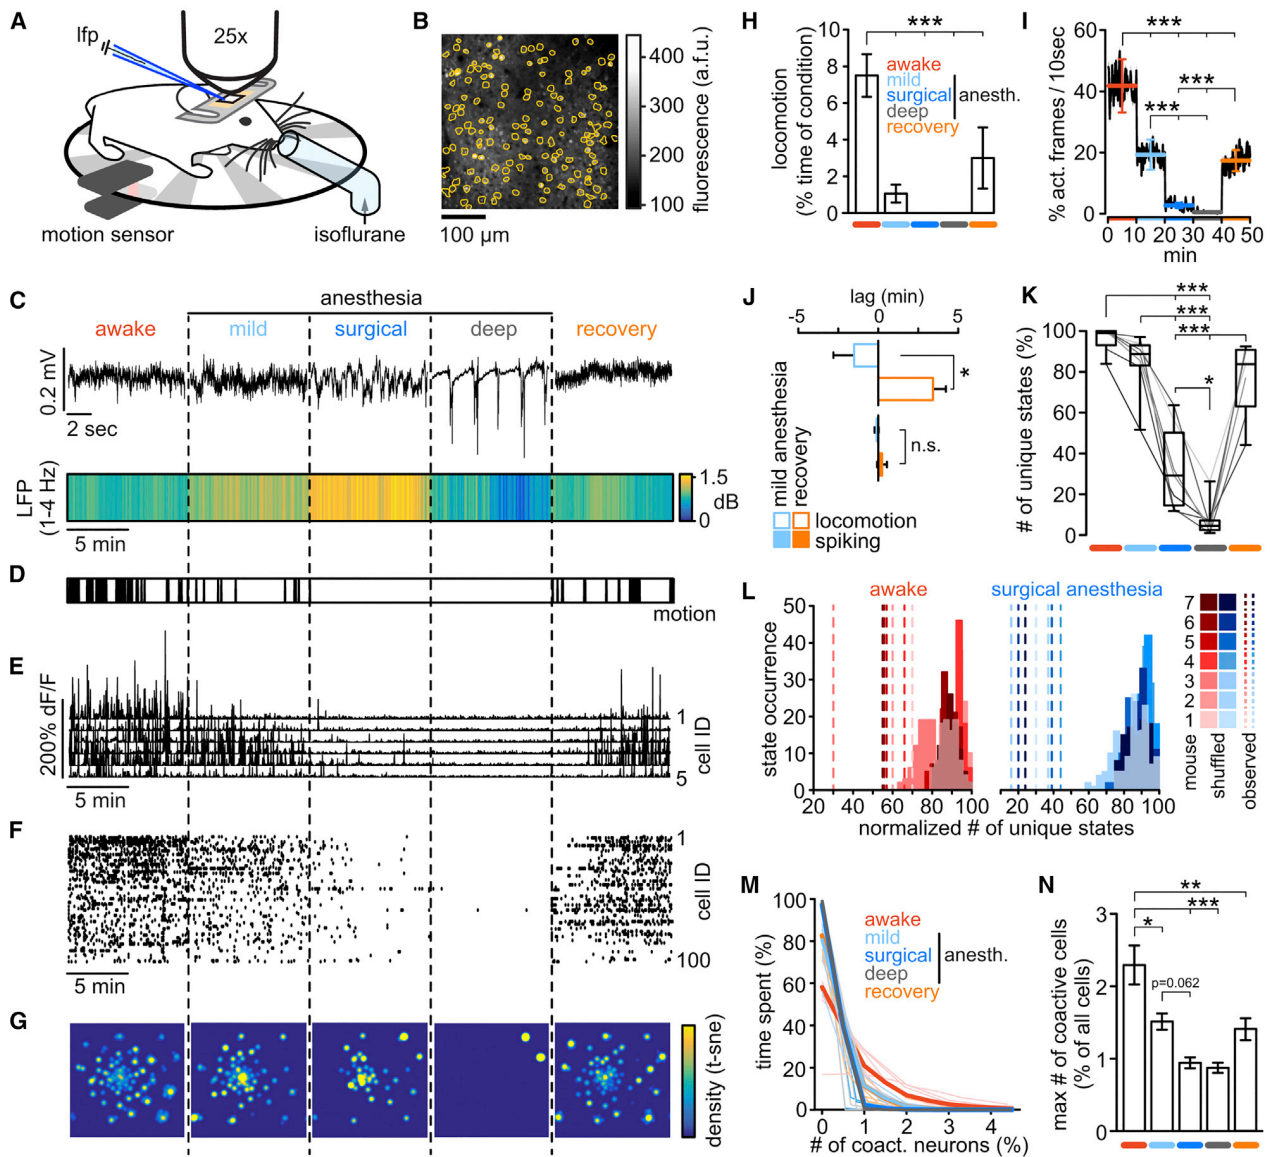 A
lfp
25x
motion sensor
isoflurane
B
400
300
200
100
fluorescence (a.f.u.)
100 µm
C
anesthesia
awake
mild
surgical
deep
recovery
0.2 mV
2 sec
LFP
(1–4 Hz)
1.5
dB
0
5 min
D
motion
E
200% dF/F
1
cell ID
5
5 min
F
1
cell ID
100
5 min
G
density (t-sne)
H
***
locomotion
(% time of condition)
10
8
6
4
2
0
awake
mild
surgical
deep
anesth.
recovery
I
***
***
***
% act. frames / 10sec
60
40
20
0
0 10 20 30 40 50
min
J
lag (min)
-5 0 5
*
n.s.
mild anesthesia
recovery
locomotion
spiking
K
***
***
***
*
# of unique states (%)
100
80
60
40
20
0
L
awake
surgical anesthesia
state occurrence
50
40
30
20
10
0
20 40 60 80 100
20 40 60 80 100
normalized # of unique states
7
6
5
4
3
2
1
mouse
shuffled
observed
M
time spent (%)
100
80
60
40
20
0
awake
mild
surgical
deep
anesth.
recovery
0 1 2 3 4
# of coact. neurons (%)
N
**
***
*
p=0.062
max # of coactive cells
(% of all cells)
3
2
1
0